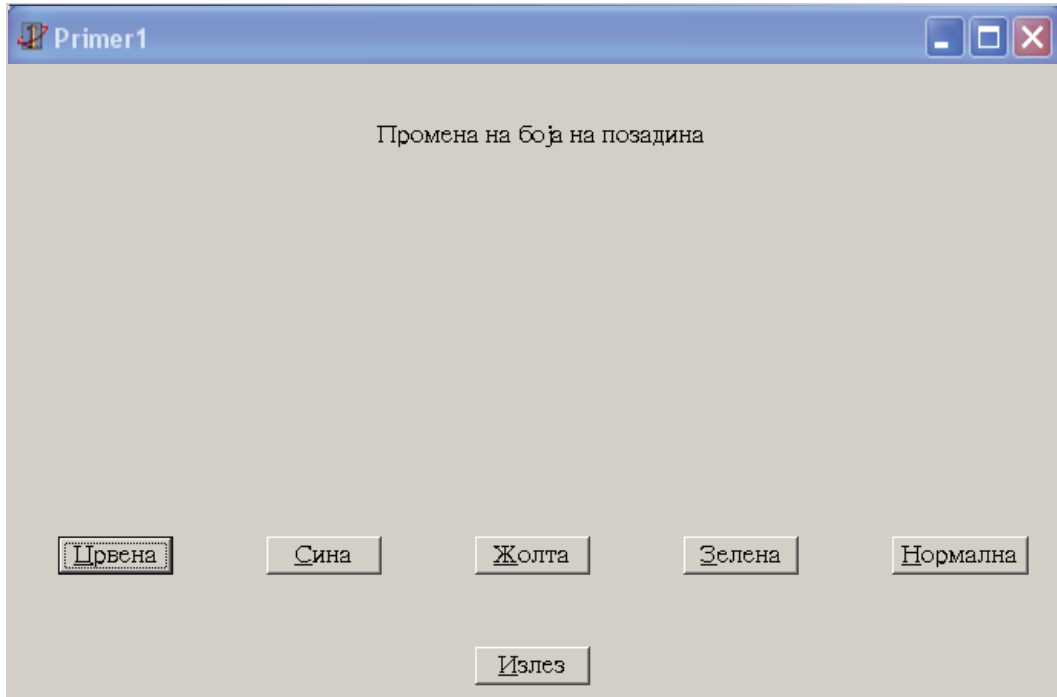 Primer1
Промена на боја на позадина
Црвена Сина Жолта Зелена Нормална
Излез